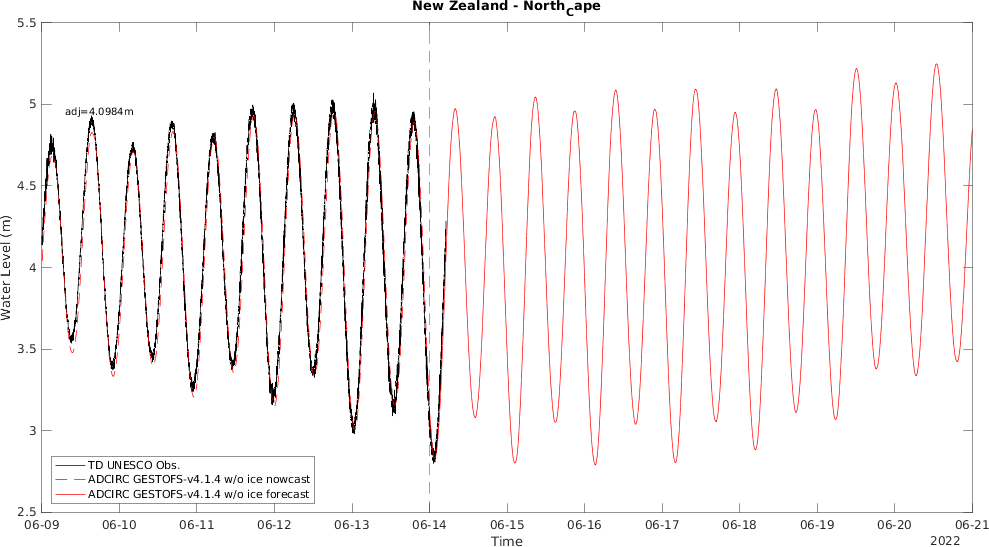 New Zealand - NorthCape
5.5
5
4.5
4
3.5
3
2.5
Water Level (m)
adj=4.0984m
TD UNESCO Obs.
ADCIRC GESTOFS-v4.1.4 w/o ice nowcast
ADCIRC GESTOFS-v4.1.4 w/o ice forecast
06-09 06-10 06-11 06-12 06-13 06-14 06-15 06-16 06-17 06-18 06-19 06-20 06-21
Time
2022